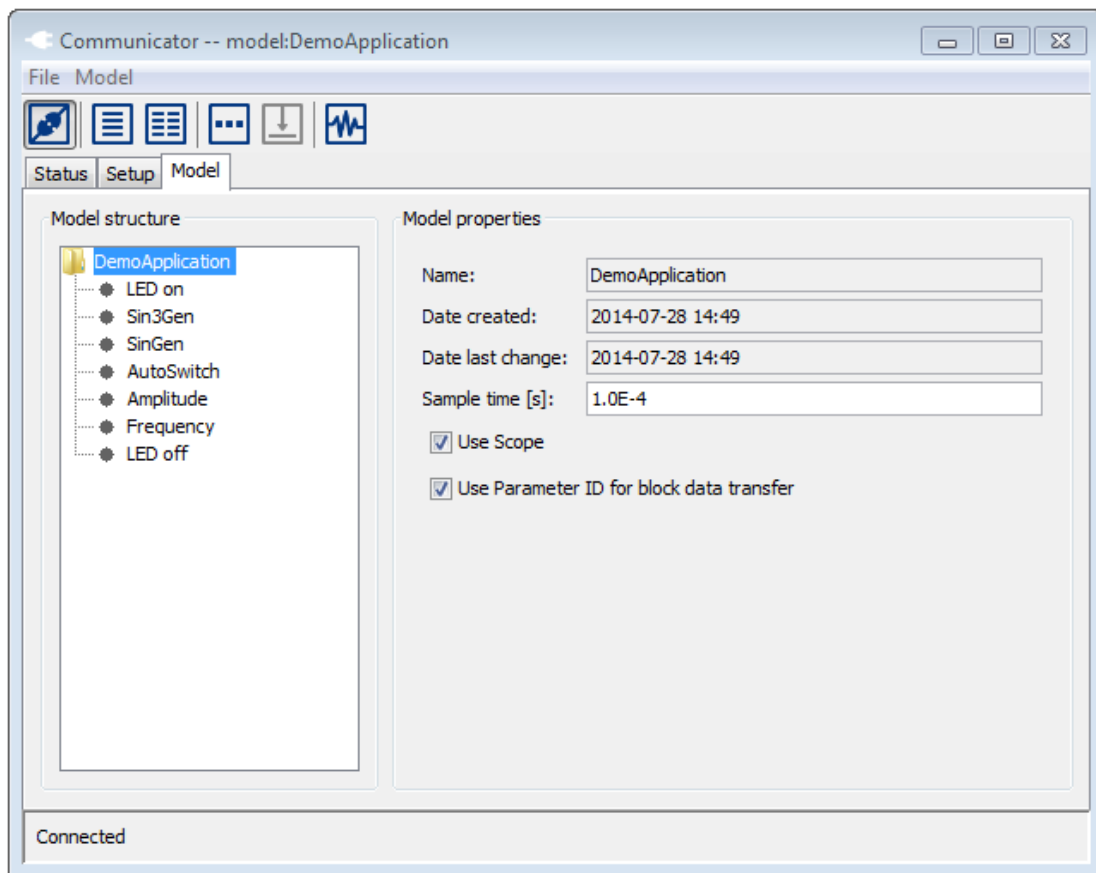 Communicator -- model:DemoApplication
File Model
Status Setup Model
Model structure
DemoApplication
LED on
Sin3Gen
SinGen
AutoSwitch
Amplitude
Frequency
LED off
Model properties
Name: DemoApplication
Date created: 2014-07-28 14:49
Date last change: 2014-07-28 14:49
Sample time [s]: 1.0E-4
Use Scope
Use Parameter ID for block data transfer
Connected